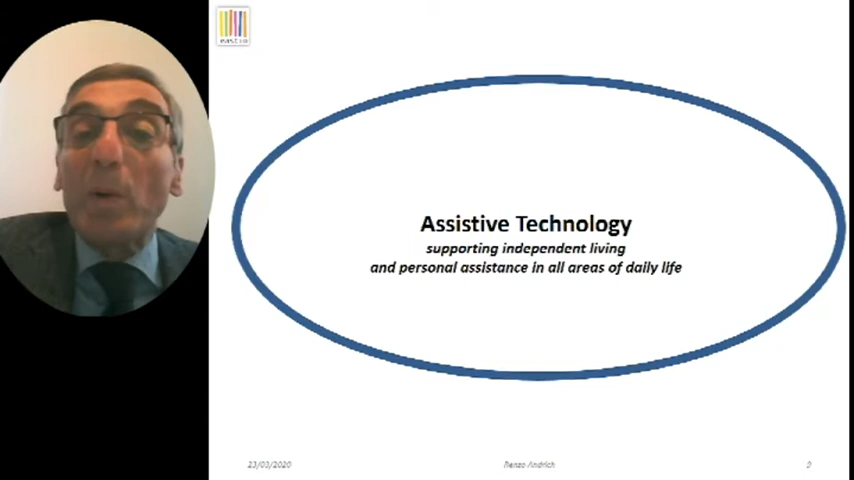 Assistive Technology
supporting independent living
and personal assistance in all areas of daily life
23/03/2020
Renzo Andrich